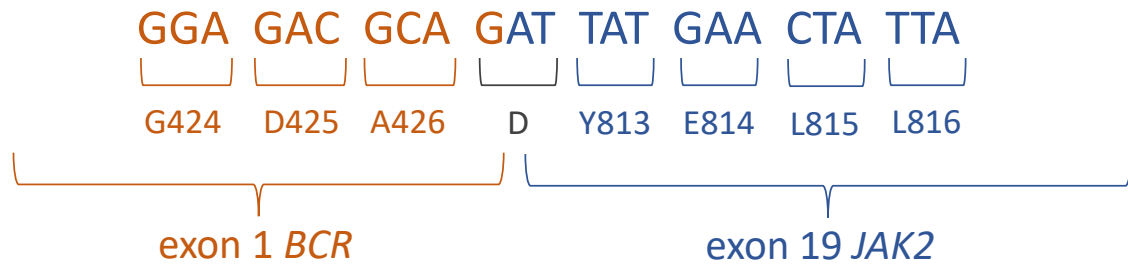 GGA GAC GCA GAT TAT GAA CTA TTA
G424 D425 A426 D Y813 E814 L815 L816
exon 1 BCR exon 19 JAK2